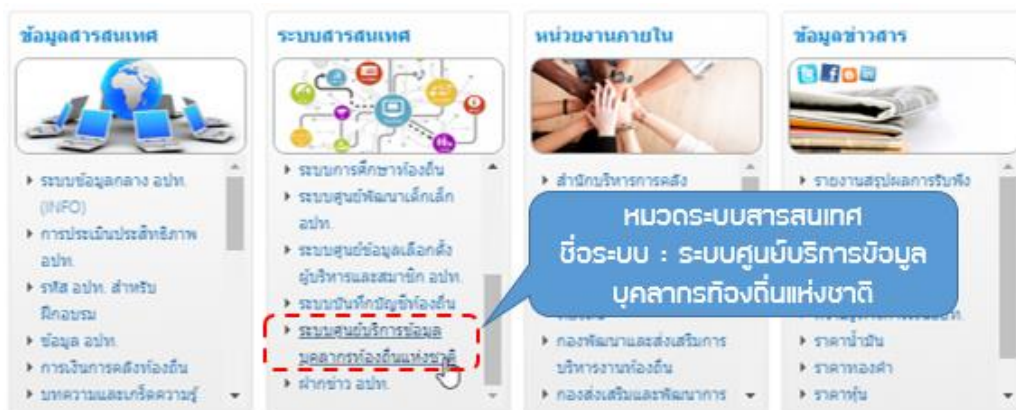 ข้อมูลสารสนเทศ
ระบบข้อมูลกลาง อปท.
(INFO)
การประเมินประสิทธิภาพ
อปท.
รหัส อปท. สำหรับ
ฝึกอบรม
ข้อมูล อปท.
การเงินการคลังท้องถิ่น
บทความและเกร็ดความรู้
ระบบสารสนเทศ
ระบบการศึกษาท้องถิ่น
ระบบศูนย์พัฒนาเด็กเล็ก
อปท.
ระบบศูนย์ข้อมูลเลือกตั้ง
ผู้บริหารและสมาชิก อปท.
ระบบบันทึกบัญชีท้องถิ่น
ระบบศูนย์บริการข้อมูล
บุคลากรท้องถิ่นแห่งชาติ
ฝากข่าว อปท.
หน่วยงานภายใน
สำนักบริหารการคลัง
กองพัฒนาและส่งเสริมการ
บริหารงานท้องถิ่น
กองส่งเสริมและพัฒนาการ
ข้อมูลข่าวสาร
รายงานสรุปผลการรับฟัง
ราคาน้ำมัน
ราคาทองคำ
ราคาหุ้น
หมวดระบบสารสนเทศ
ชื่อระบบ : ระบบศูนย์บริการข้อมูล
บุคลากรท้องถิ่นแห่งชาติ